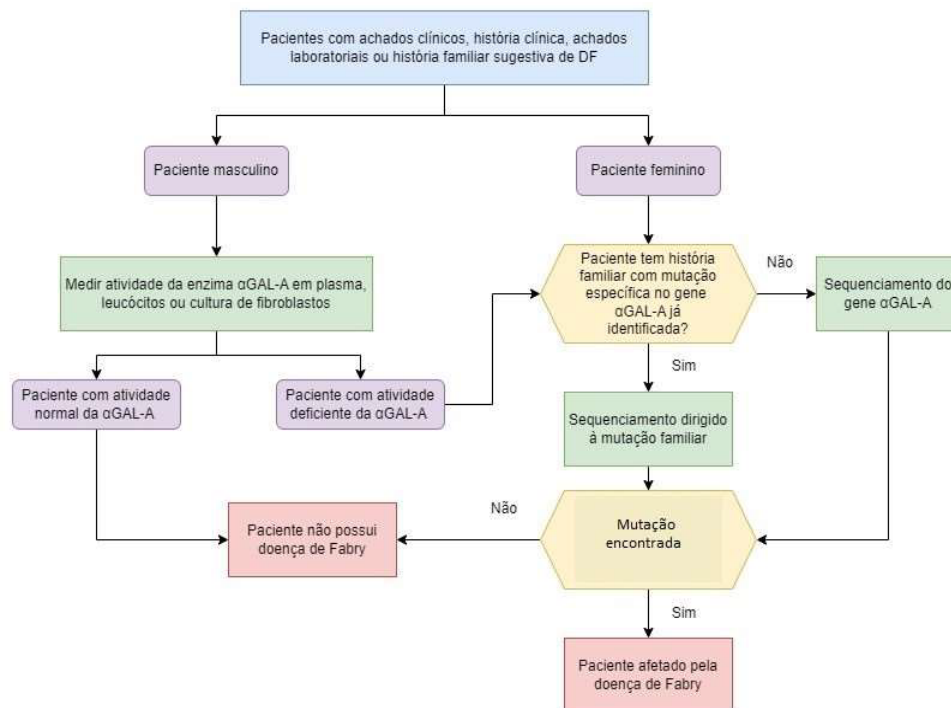 Pacientes com achados clínicos, história clínica, achados
laboratoriais ou história familiar sugestiva de DF
Paciente masculino
Paciente feminino
Medir atividade da enzima αGAL-A em plasma,
leucócitos ou cultura de fibroblastos
Paciente tem história
familiar com mutação
específica no gene
αGAL-A já
identificada?
Não
Sequenciamento do
gene αGAL-A
Sim
Paciente com atividade
normal da αGAL-A
Paciente com atividade
deficiente da αGAL-A
Sequenciamento dirigido
à mutação familiar
Paciente não possui
doença de Fabry
Não
Mutação
encontrada
Sim
Paciente afetado pela
doença de Fabry